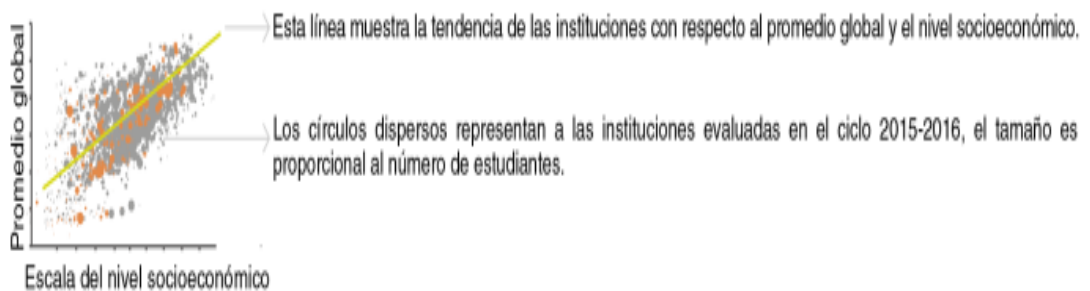 Promedio global
Esta línea muestra la tendencia de las instituciones con respecto al promedio global y el nivel socioeconómico.
Los círculos dispersos representan a las instituciones evaluadas en el ciclo 2015-2016, el tamaño es
proporcional al número de estudiantes.
Escala del nivel socioeconómico